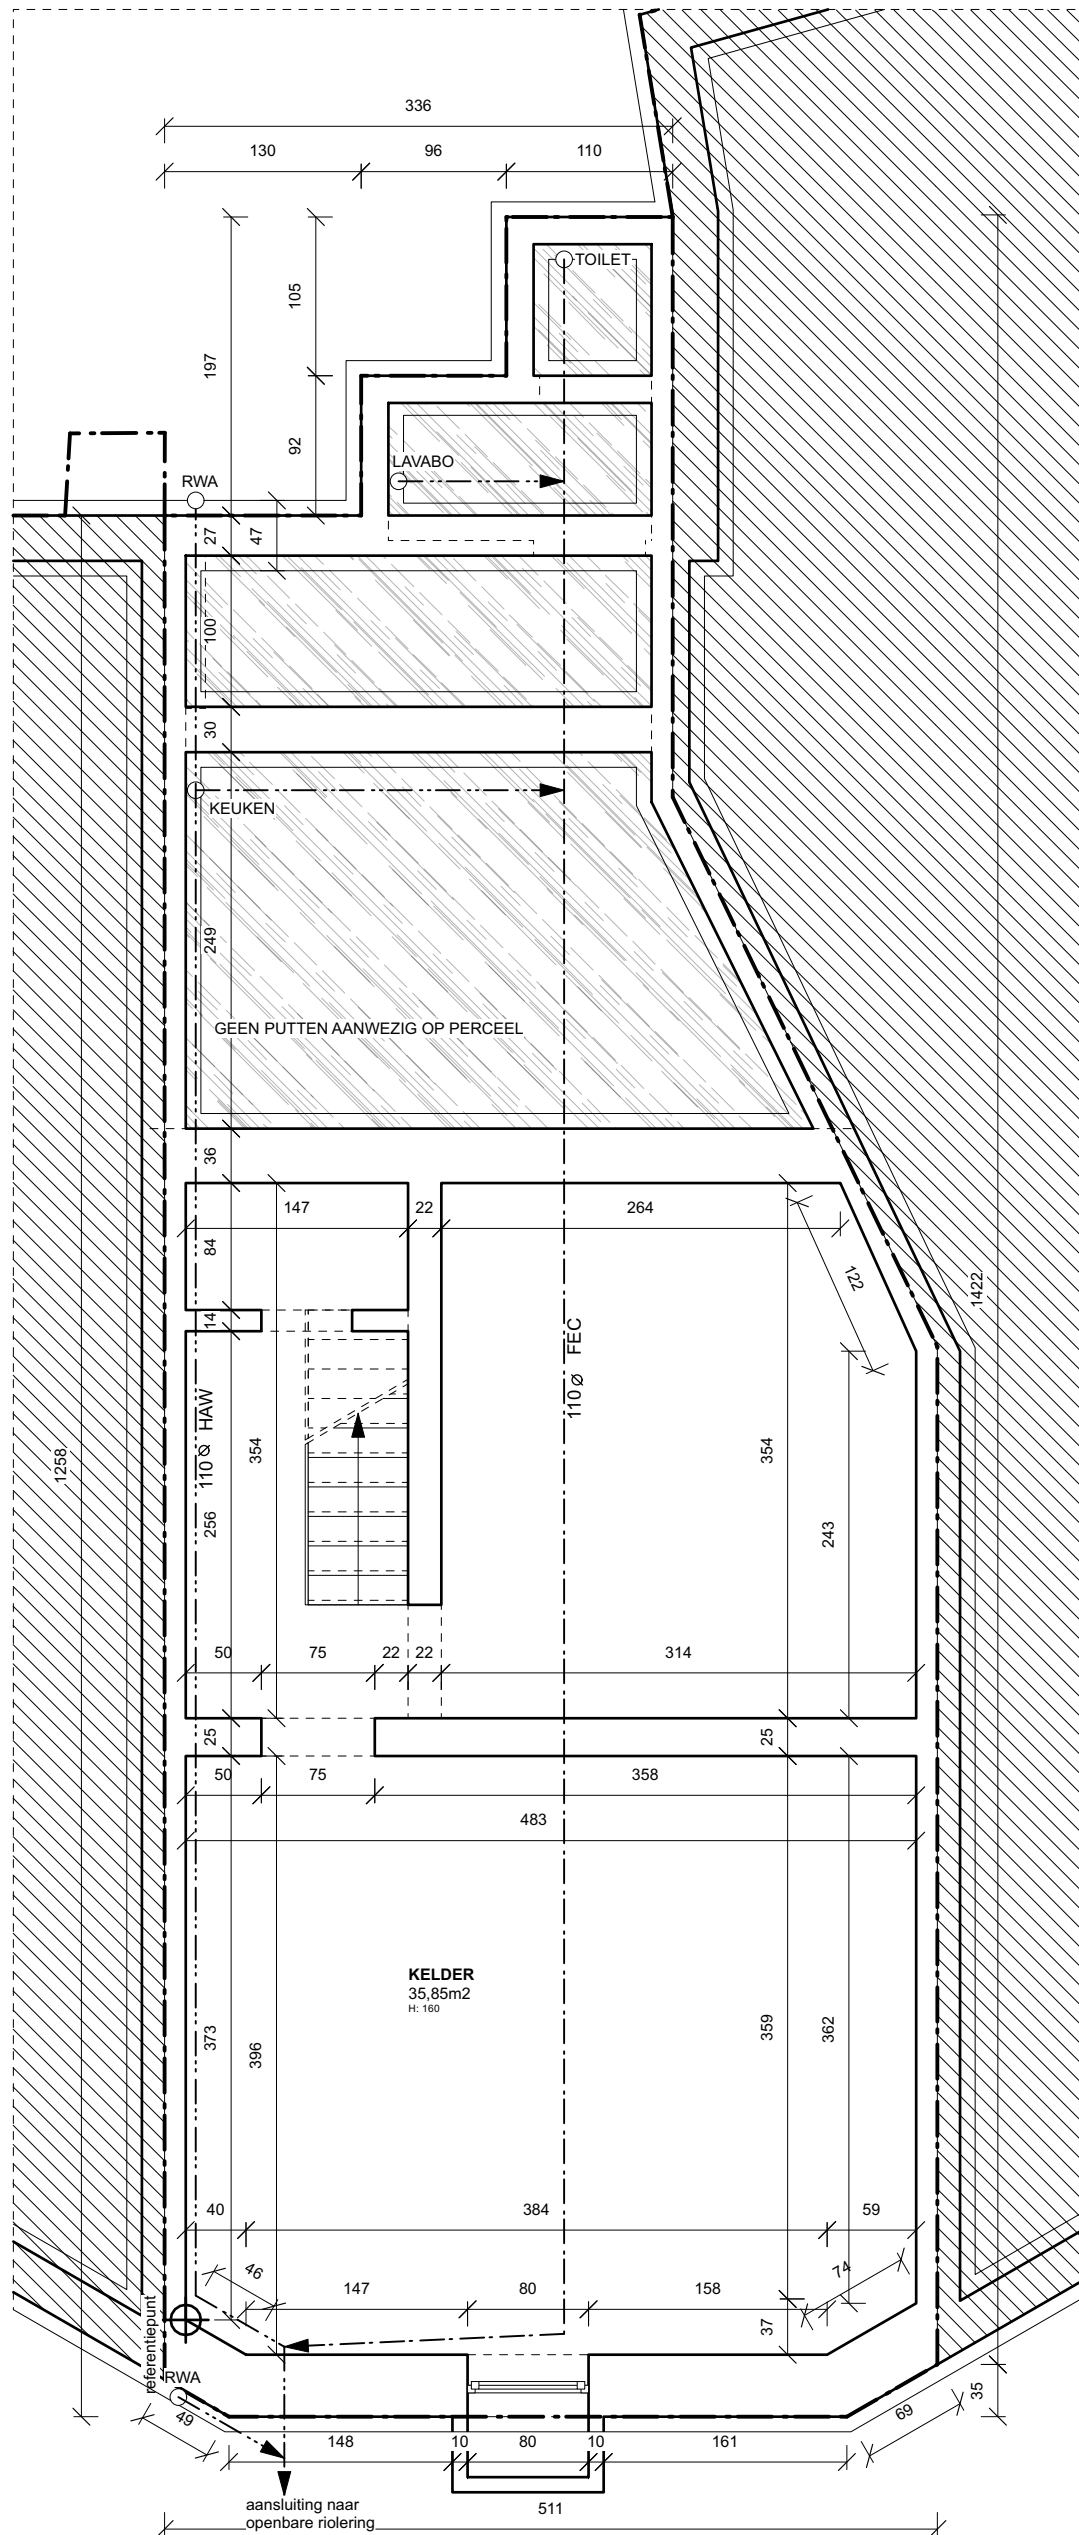 336
130 96 110
105
197
92
TOILET
LAVABO
RWA
27 47
100
30
KEUKEN
249
GEEN PUTTEN AANWEZIG OP PERCEEL
36
147 22 264
84
122
14
1422
110 Ø FEC
110 Ø HAW
1258
354
354
256
243
50 75 22 22 314
25
25
50 75 358
483
KELDER
35,85m2
H: 160
373
396
359
362
40 384 59
46
74
147 80 158
37
referentiepunt
RWA
49
35
69
148 10 80 10 161
aansluiting naar
openbare riolering
511